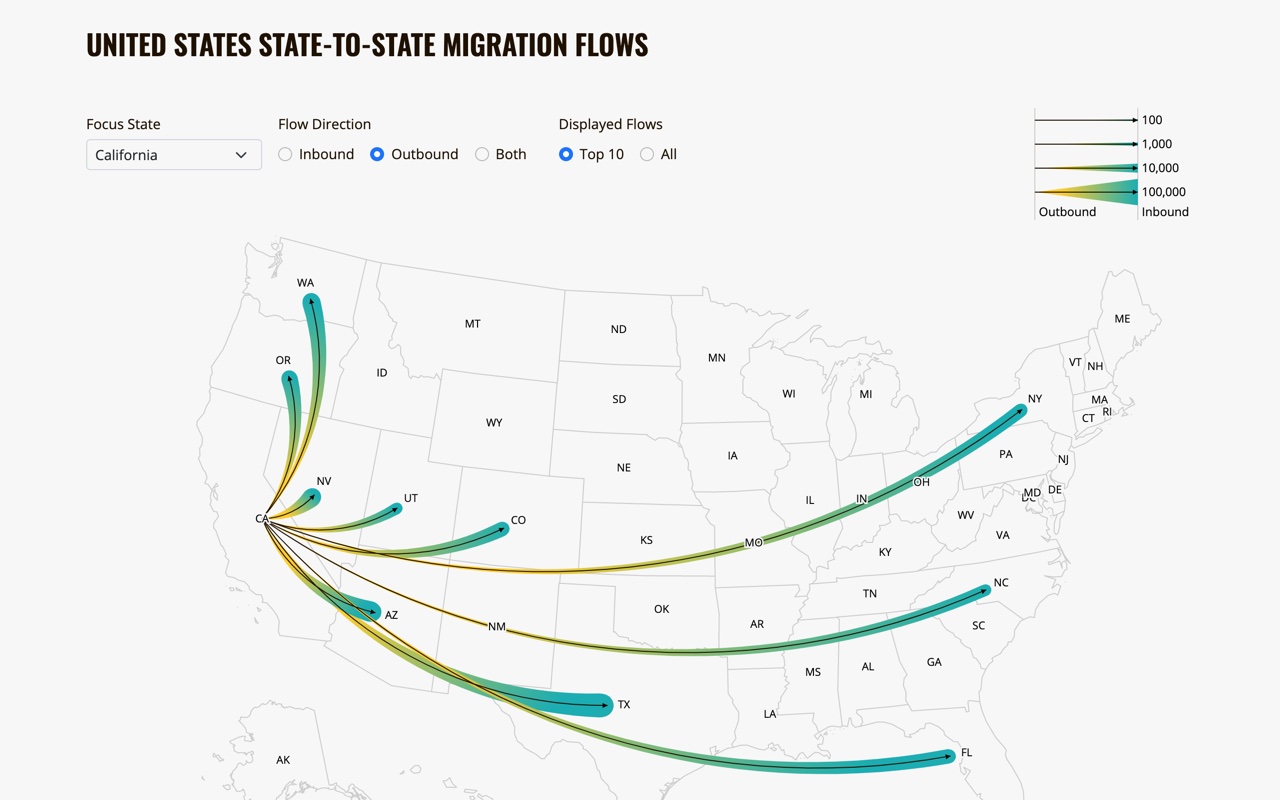 UNITED STATES STATE-TO-STATE MIGRATION FLOWS
Focus State
Flow Direction
Displayed Flows
California
Inbound
Outbound
Both
Top 10
All
100
1,000
10,000
100,000
Outbound
Inbound
WA
MT
ND
MN
ME
OR
ID
SD
WI
MI
VT
NH
WY
NY
MA
RI
CT
NE
IA
PA
NJ
NV
UT
CO
IL
IN
OH
MD
DE
DC
CA
KS
MO
WV
VA
KY
AZ
NM
OK
AR
TN
NC
SC
TX
MS
AL
GA
LA
AK
FL